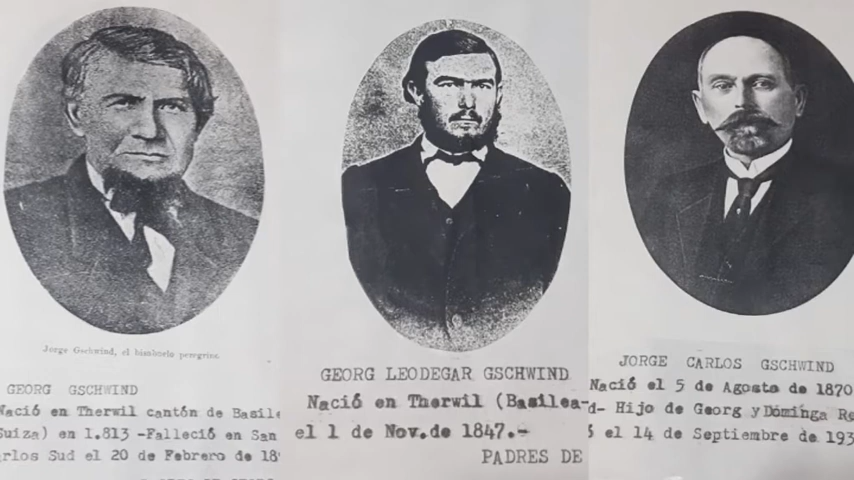 Jorge Gschwind, el bisabuelo peregrino.
GEORG GSCHWIND
Nació en Therwil cantón de Basile
Suiza) en I.813 -Falleció en San
arlos Sud el 20 de Febrero de 18
GEORG LEODEGAR GSCHWIND
Nació en Therwil (Basilea-
el 1 de Nov.de 1847.-
PADRES DE
JORGE CARLOS GSCHWIND
Nació el 5 de Agosto de 1870
d- Hijo de Georg y Dominga Re
ó el 14 de Septiembre de 193